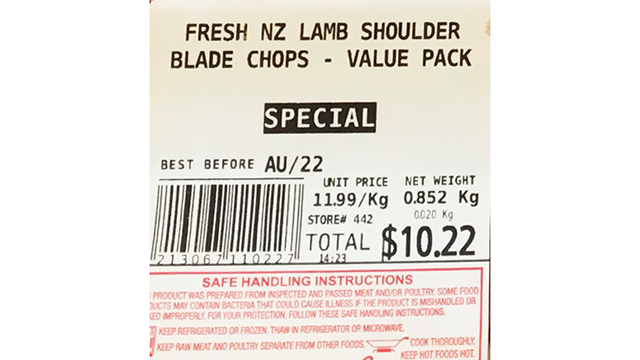 FRESH NZ LAMB SHOULDER
BLADE CHOPS - VALUE PACK
SPECIAL
BEST BEFORE AU/22
UNIT PRICE NET WEIGHT
11.99/Kg 0.852 Kg
STORE# 442 0.020 Kg
TOTAL $10.22
14:23
213067 110227
SAFE HANDLING INSTRUCTIONS
PRODUCT WAS PREPARED FROM INSPECTED AND PASSED MEAT AND/OR POULTRY. SOME FOOD
UCTS MAY CONTAIN BACTERIA THAT COULD CAUSE ILLNESS IF THE PRODUCT IS MISHANDLED OR
KED IMPROPERLY. FOR YOUR PROTECTION, FOLLOW THESE SAFE HANDLING INSTRUCTIONS.
KEEP REFRIGERATED OR FROZEN. THAW IN REFRIGERATOR OR MICROWAVE.
KEEP RAW MEAT AND POULTRY SEPARATE FROM OTHER FOODS.
COOK THOROUGHLY.
KEEP HOT FOODS HOT.